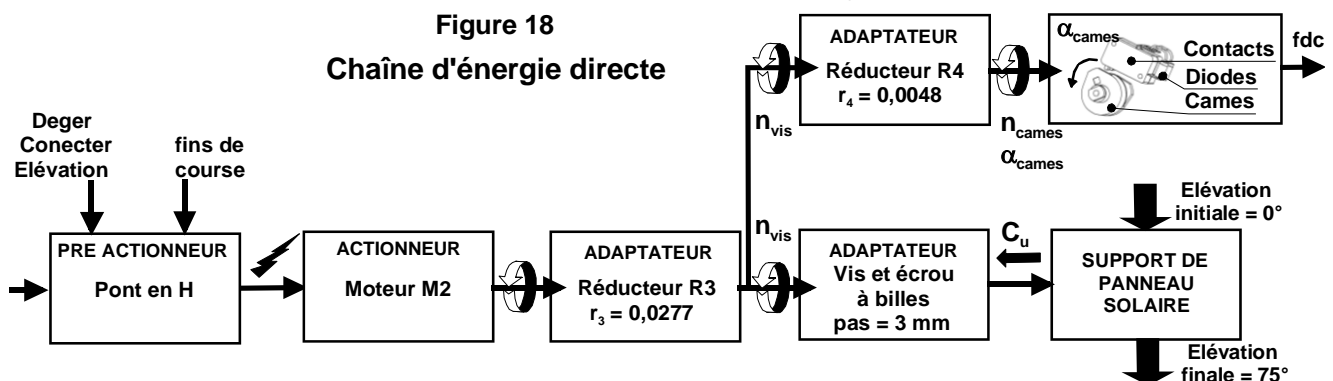 Figure 18
Chaîne d'énergie directe
ADAPTATEUR
Réducteur R4
r4 = 0,0048
αcames
Contacts
Diodes
Cames
fdc
nvis
ncames
αcames
Deger
Conecter
Elévation
fins de
course
PRE ACTIONNEUR
Pont en H
ACTIONNEUR
Moteur M2
ADAPTATEUR
Réducteur R3
r3 = 0,0277
nvis
ADAPTATEUR
Vis et écrou
à billes
pas = 3 mm
Cu
Elévation
initiale = 0°
SUPPORT DE
PANNEAU
SOLAIRE
Elévation
finale = 75°